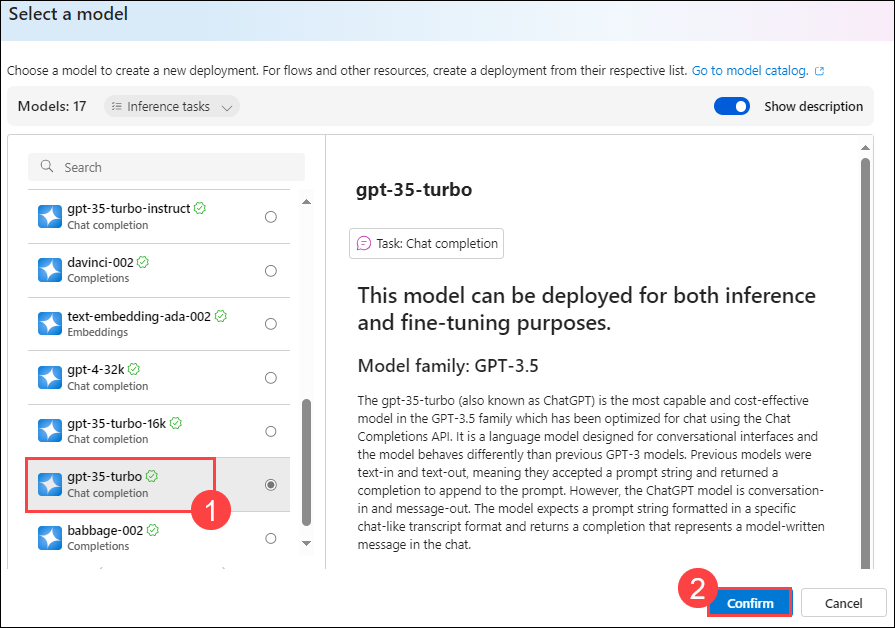 Select a model
Choose a model to create a new deployment. For flows and other resources, create a deployment from their respective list. Go to model catalog.
Models: 17
Inference tasks
Show description
Search
gpt-35-turbo-instruct
Chat completion
davinci-002
Completions
text-embedding-ada-002
Embeddings
gpt-4-32k
Chat completion
gpt-35-turbo-16k
Chat completion
gpt-35-turbo
Chat completion
1
babbage-002
Completions
gpt-35-turbo
Task: Chat completion
This model can be deployed for both inference
and fine-tuning purposes.
Model family: GPT-3.5
The gpt-35-turbo (also known as ChatGPT) is the most capable and cost-effective
model in the GPT-3.5 family which has been optimized for chat using the Chat
Completions API. It is a language model designed for conversational interfaces and
the model behaves differently than previous GPT-3 models. Previous models were
text-in and text-out, meaning they accepted a prompt string and returned a
completion to append to the prompt. However, the ChatGPT model is conversation-
in and message-out. The model expects a prompt string formatted in a specific
chat-like transcript format and returns a completion that represents a model-written
message in the chat.
2
Confirm
Cancel